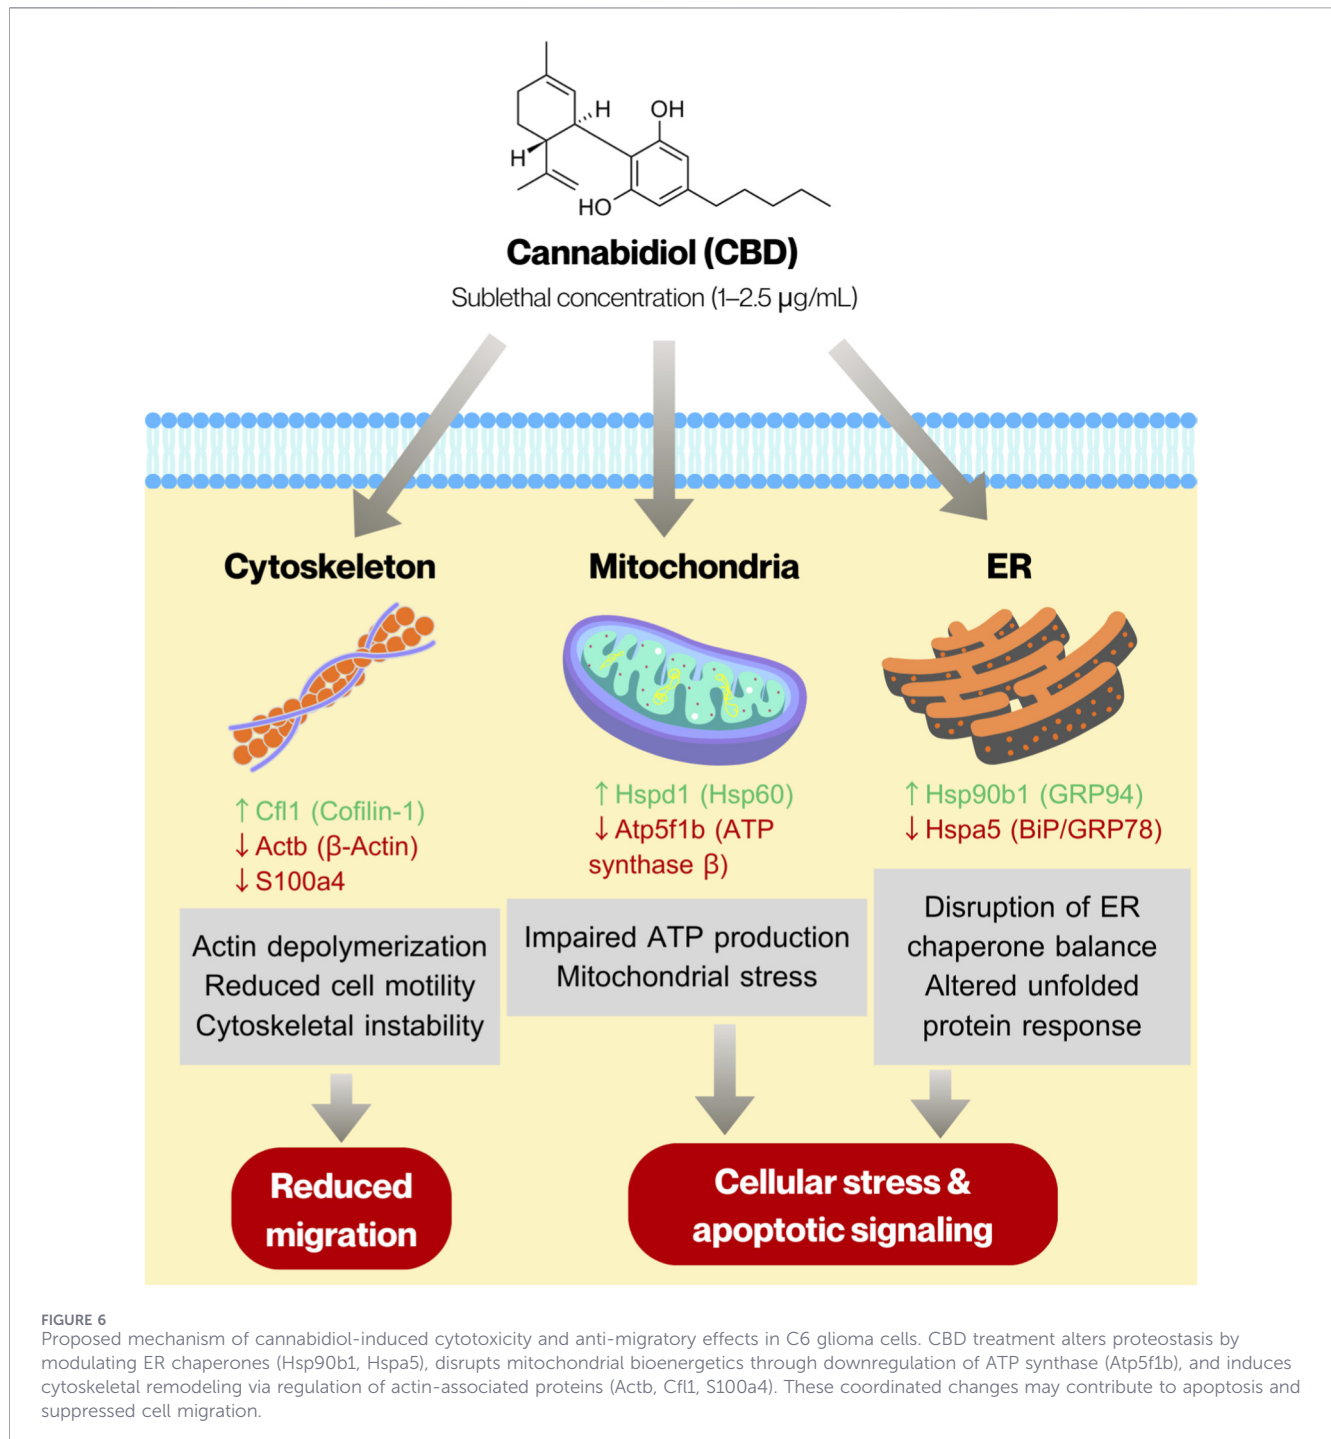 H
OH
H
HO
Cannabidiol (CBD)
Sublethal concentration (1–2.5 µg/mL)
Cytoskeleton
↑ Cfl1 (Cofilin-1)
↓ Actb (β-Actin)
↓ S100a4
Actin depolymerization
Reduced cell motility
Cytoskeletal instability
Reduced
migration
Mitochondria
↑ Hspd1 (Hsp60)
↓ Atp5f1b (ATP
synthase β)
Impaired ATP production
Mitochondrial stress
ER
↑ Hsp90b1 (GRP94)
↓ Hspa5 (BiP/GRP78)
Disruption of ER
chaperone balance
Altered unfolded
protein response
Cellular stress &
apoptotic signaling
FIGURE 6
Proposed mechanism of cannabidiol-induced cytotoxicity and anti-migratory effects in C6 glioma cells. CBD treatment alters proteostasis by
modulating ER chaperones (Hsp90b1, Hspa5), disrupts mitochondrial bioenergetics through downregulation of ATP synthase (Atp5f1b), and induces
cytoskeletal remodeling via regulation of actin-associated proteins (Actb, Cfl1, S100a4). These coordinated changes may contribute to apoptosis and
suppressed cell migration.